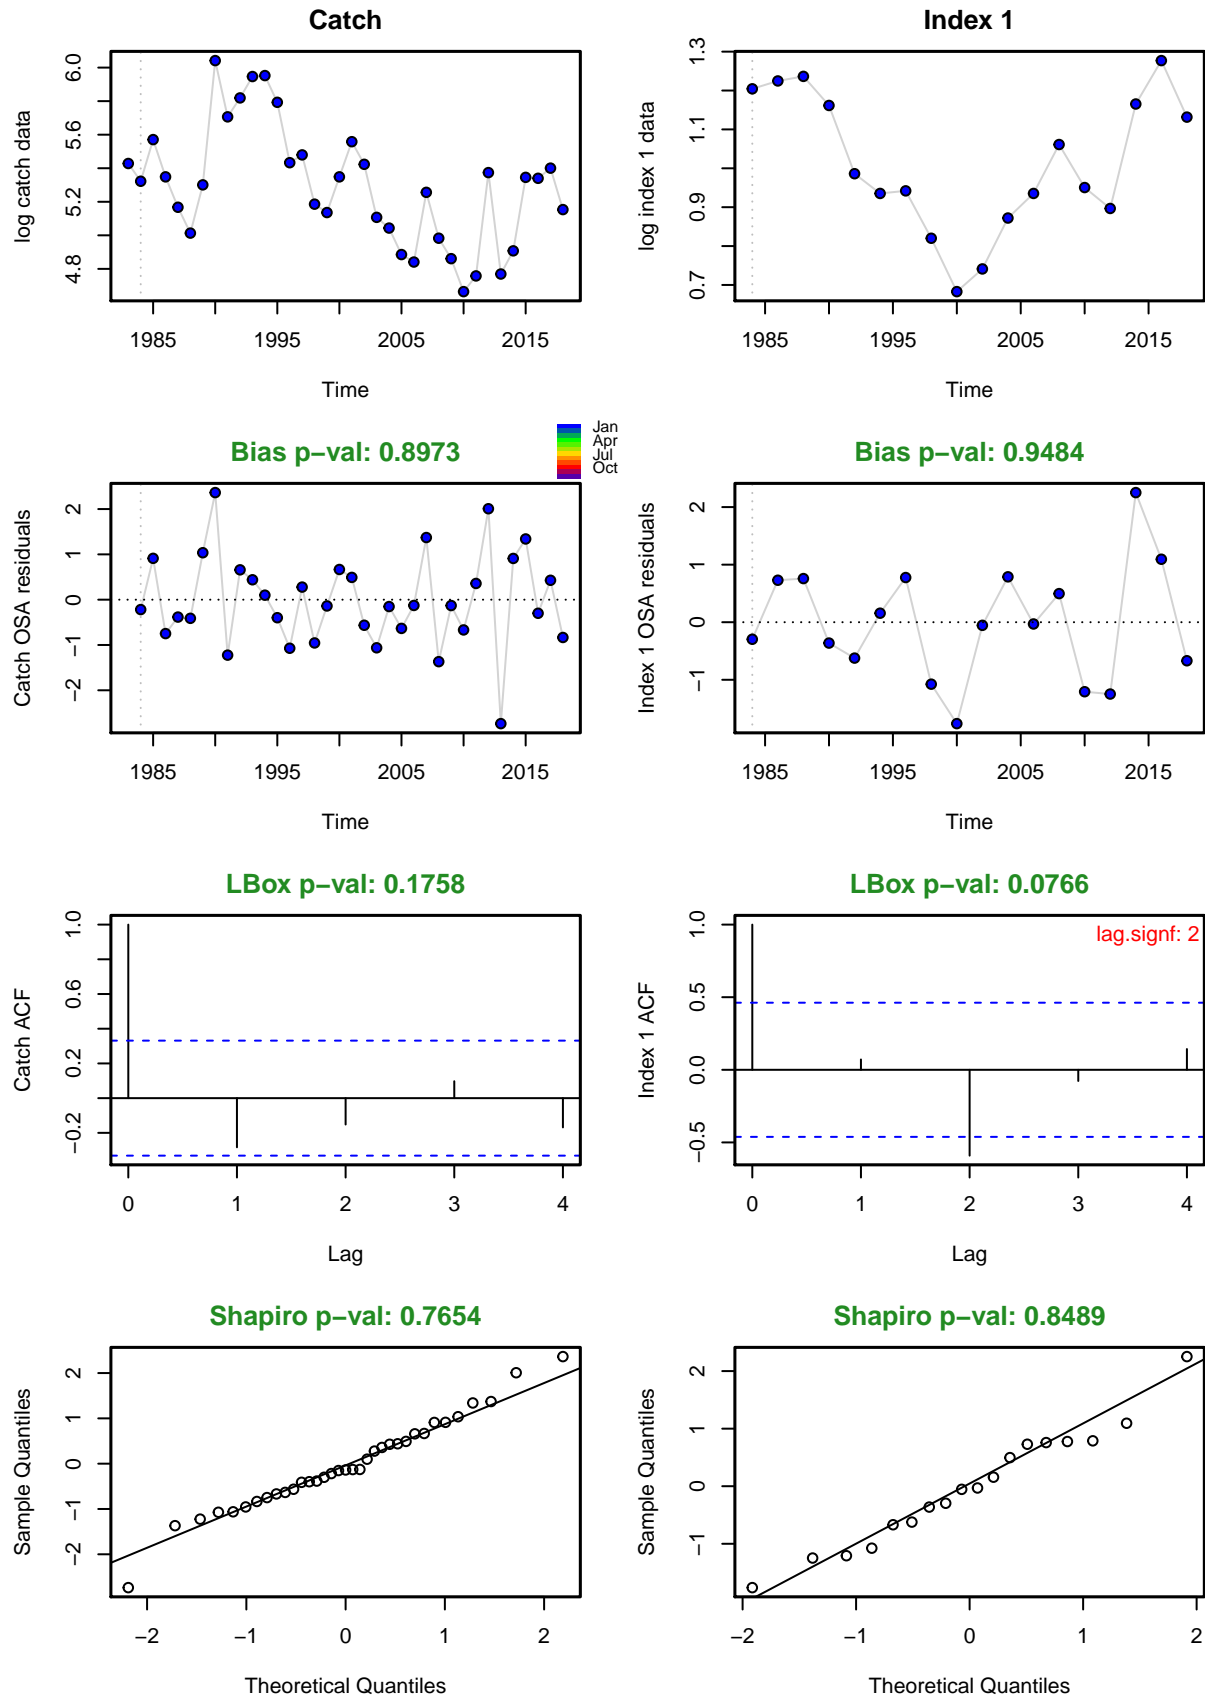 Catch
log catch data
4.8 5.2 5.6 6.0
1985 1995 2005 2015
Time
Index 1
log index 1 data
0.7 0.9 1.1 1.3
1985 1995 2005 2015
Time
Bias p−val: 0.8973
Jan
Apr
Jul
Oct
Catch OSA residuals
−2 −1 0 1 2
1985 1995 2005 2015
Time
Bias p−val: 0.9484
Index 1 OSA residuals
−1 0 1 2
1985 1995 2005 2015
Time
LBox p−val: 0.1758
Catch ACF
−0.2 0.2 0.6 1.0
0 1 2 3 4
Lag
LBox p−val: 0.0766
lag.signf: 2
Index 1 ACF
−0.5 0.0 0.5 1.0
0 1 2 3 4
Lag
Shapiro p−val: 0.7654
Sample Quantiles
−2 −1 0 1 2
−2 −1 0 1 2
Theoretical Quantiles
Shapiro p−val: 0.8489
Sample Quantiles
−1 0 1 2
−2 −1 0 1 2
Theoretical Quantiles